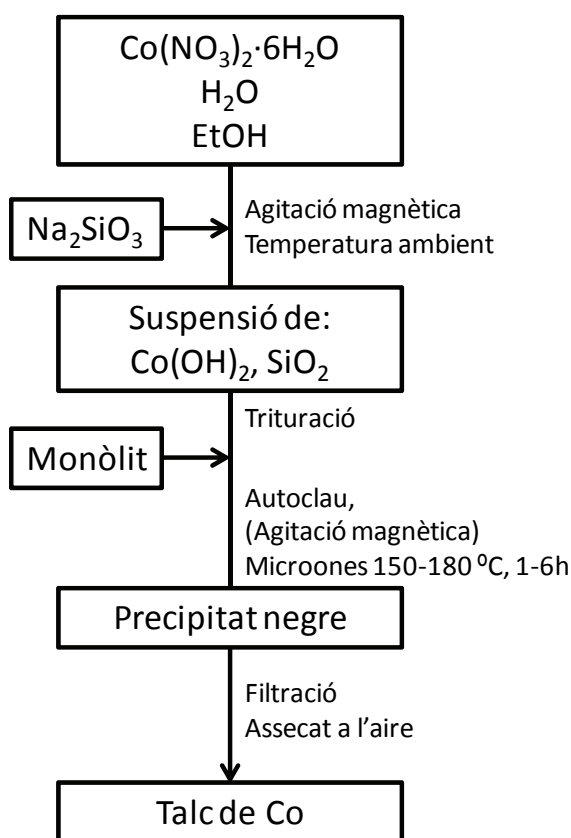 Co(NO₃)₂·6H₂O
H₂O
EtOH
Na₂SiO₃
Agitació magnètica
Temperatura ambient
Suspensió de:
Co(OH)₂, SiO₂
Trituració
Monòlit
Autoclau,
(Agitació magnètica)
Microones 150-180 ⁰C, 1-6h
Precipitat negre
Filtració
Assecat a l’aire
Talc de Co